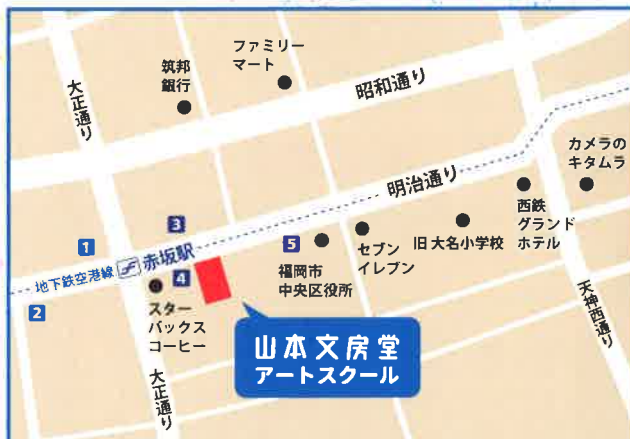 ファミリー
マート
筑邦
銀行
大正通り
昭和通り
カメラの
キタムラ
明治通り
西鉄
グランド
ホテル
旧大名小学校
セブン
イレブン
5
福岡市
中央区役所
3
1
赤坂駅
地下鉄空港線
4
2
スター
バックス
コーヒー
天神西通り
山本文房堂
アートスクール
大正通り